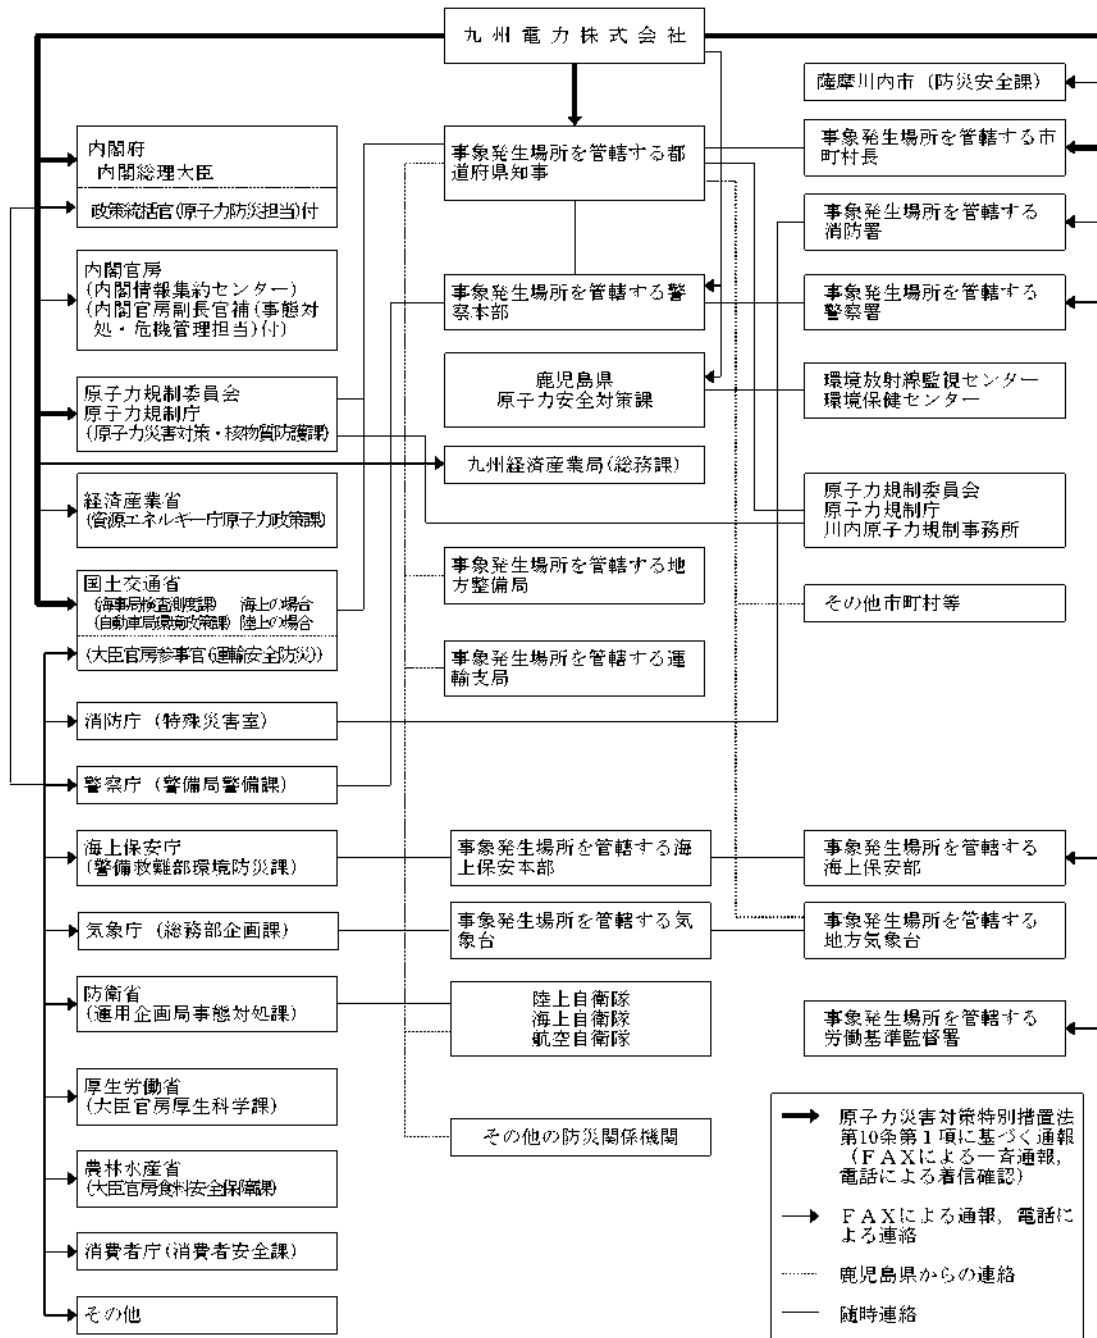 九州電力株式会社
薩摩川内市（防災安全課）
内閣府
内閣総理大臣
政策統括官(原子力防災担当)付
事象発生場所を管轄する都
道府県知事
事象発生場所を管轄する市
町村長
事象発生場所を管轄する
消防署
内閣官房
(内閣情報集約センター)
(内閣官房副長官補(事態対
処・危機管理担当)付)
事象発生場所を管轄する警
察本部
事象発生場所を管轄する
警察署
原子力規制委員会
原子力規制庁
(原子力災害対策・核物質防護課)
鹿児島県
原子力安全対策課
環境放射線監視センター
環境保健センター
九州経済産業局(総務課)
経済産業省
(資源エネルギー庁原子力政策課)
原子力規制委員会
原子力規制庁
川内原子力規制事務所
国土交通省
(海事局検査測度課)　海上の場合
(自動車局環境政策課)　陸上の場合
(大臣官房参事官(運輸安全防災))
事象発生場所を管轄する地
方整備局
その他市町村等
事象発生場所を管轄する運
輸支局
消防庁（特殊災害室）
警察庁（警備局警備課）
海上保安庁
(警備救難部環境防災課)
事象発生場所を管轄する海
上保安本部
事象発生場所を管轄する
海上保安部
気象庁（総務部企画課）
事象発生場所を管轄する気
象台
事象発生場所を管轄する
地方気象台
防衛省
(運用企画局事態対処課)
陸上自衛隊
海上自衛隊
航空自衛隊
事象発生場所を管轄する
労働基準監督署
厚生労働省
(大臣官房厚生科学課)
その他の防災関係機関
農林水産省
(大臣官房食料安全保障課)
消費者庁(消費者安全課)
その他
原子力災害対策特別措置法
第10条第１項に基づく通報
（ＦＡＸによる一斉通報，
電話による着信確認）
ＦＡＸによる通報，電話に
よる連絡
鹿児島県からの連絡
随時連絡